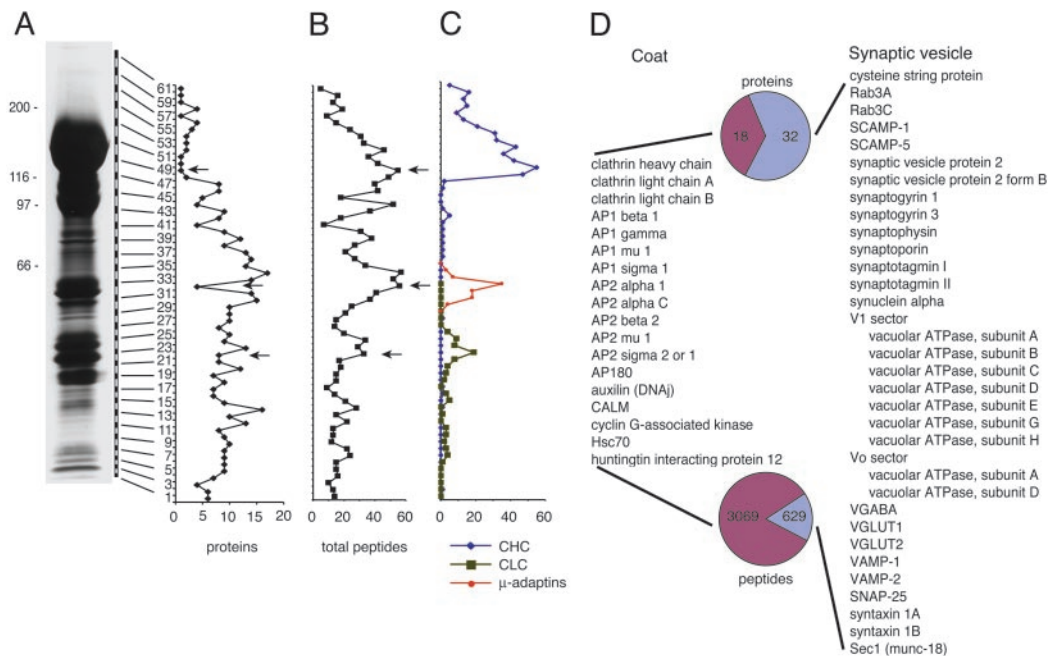 A
B
C
D
200 -
116 -
97 -
66 -
61
59
57
55
53
51
49
47
45
43
41
39
37
35
33
31
29
27
25
23
21
19
17
15
13
11
9
7
5
3
1
0 5 10 15 20
proteins
0 20 40 60
total peptides
0 20 40 60
CHC
CLC
μ-adaptins
Coat
clathrin heavy chain
clathrin light chain A
clathrin light chain B
AP1 beta 1
AP1 gamma
AP1 mu 1
AP1 sigma 1
AP2 alpha 1
AP2 alpha C
AP2 beta 2
AP2 mu 1
AP2 sigma 2 or 1
AP180
auxilin (DNAj)
CALM
cyclin G-associated kinase
Hsc70
huntingtin interacting protein 12
proteins
18 32
3069 629
peptides
Synaptic vesicle
cysteine string protein
Rab3A
Rab3C
SCAMP-1
SCAMP-5
synaptic vesicle protein 2
synaptic vesicle protein 2 form B
synaptogyrin 1
synaptogyrin 3
synaptophysin
synaptoporin
synaptotagmin I
synaptotagmin II
synuclein alpha
V1 sector
vacuolar ATPase, subunit A
vacuolar ATPase, subunit B
vacuolar ATPase, subunit C
vacuolar ATPase, subunit D
vacuolar ATPase, subunit E
vacuolar ATPase, subunit G
vacuolar ATPase, subunit H
Vo sector
vacuolar ATPase, subunit A
vacuolar ATPase, subunit D
VGABA
VGLUT1
VGLUT2
VAMP-1
VAMP-2
SNAP-25
syntaxin 1A
syntaxin 1B
Sec1 (munc-18)